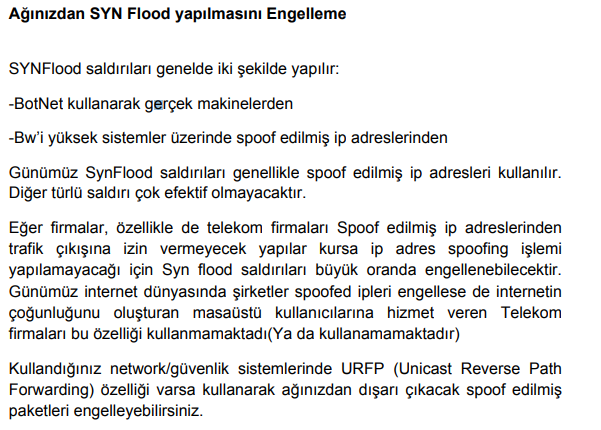 Ağınızdan SYN Flood yapılmasını Engelleme
SYNFlood saldırıları genelde iki şekilde yapılır:
-BotNet kullanarak gerçek makinelerden
-Bw'i yüksek sistemler üzerinde spoof edilmiş ip adreslerinden
Günümüz SynFlood saldırıları genellikle spoof edilmiş ip adresleri kullanılır.
Diğer türlü saldırı çok efektif olmayacaktır.
Eğer firmalar, özellikle de telekom firmaları Spoof edilmiş ip adreslerinden
trafik çıkışına izin vermeyecek yapılar kursa ip adres spoofing işlemi
yapılamayacağı için Syn flood saldırıları büyük oranda engellenebilecektir.
Günümüz internet dünyasında şirketler spoofed ipleri engellese de internetin
çoğunluğunu oluşturan masaüstü kullanıcılarına hizmet veren Telekom
firmaları bu özelliği kullanmamaktadı(Ya da kullanamamaktadır)
Kullandığınız network/güvenlik sistemlerinde URFP (Unicast Reverse Path
Forwarding) özelliği varsa kullanarak ağınızdan dışarı çıkacak spoof edilmiş
paketleri engelleyebilirsiniz.